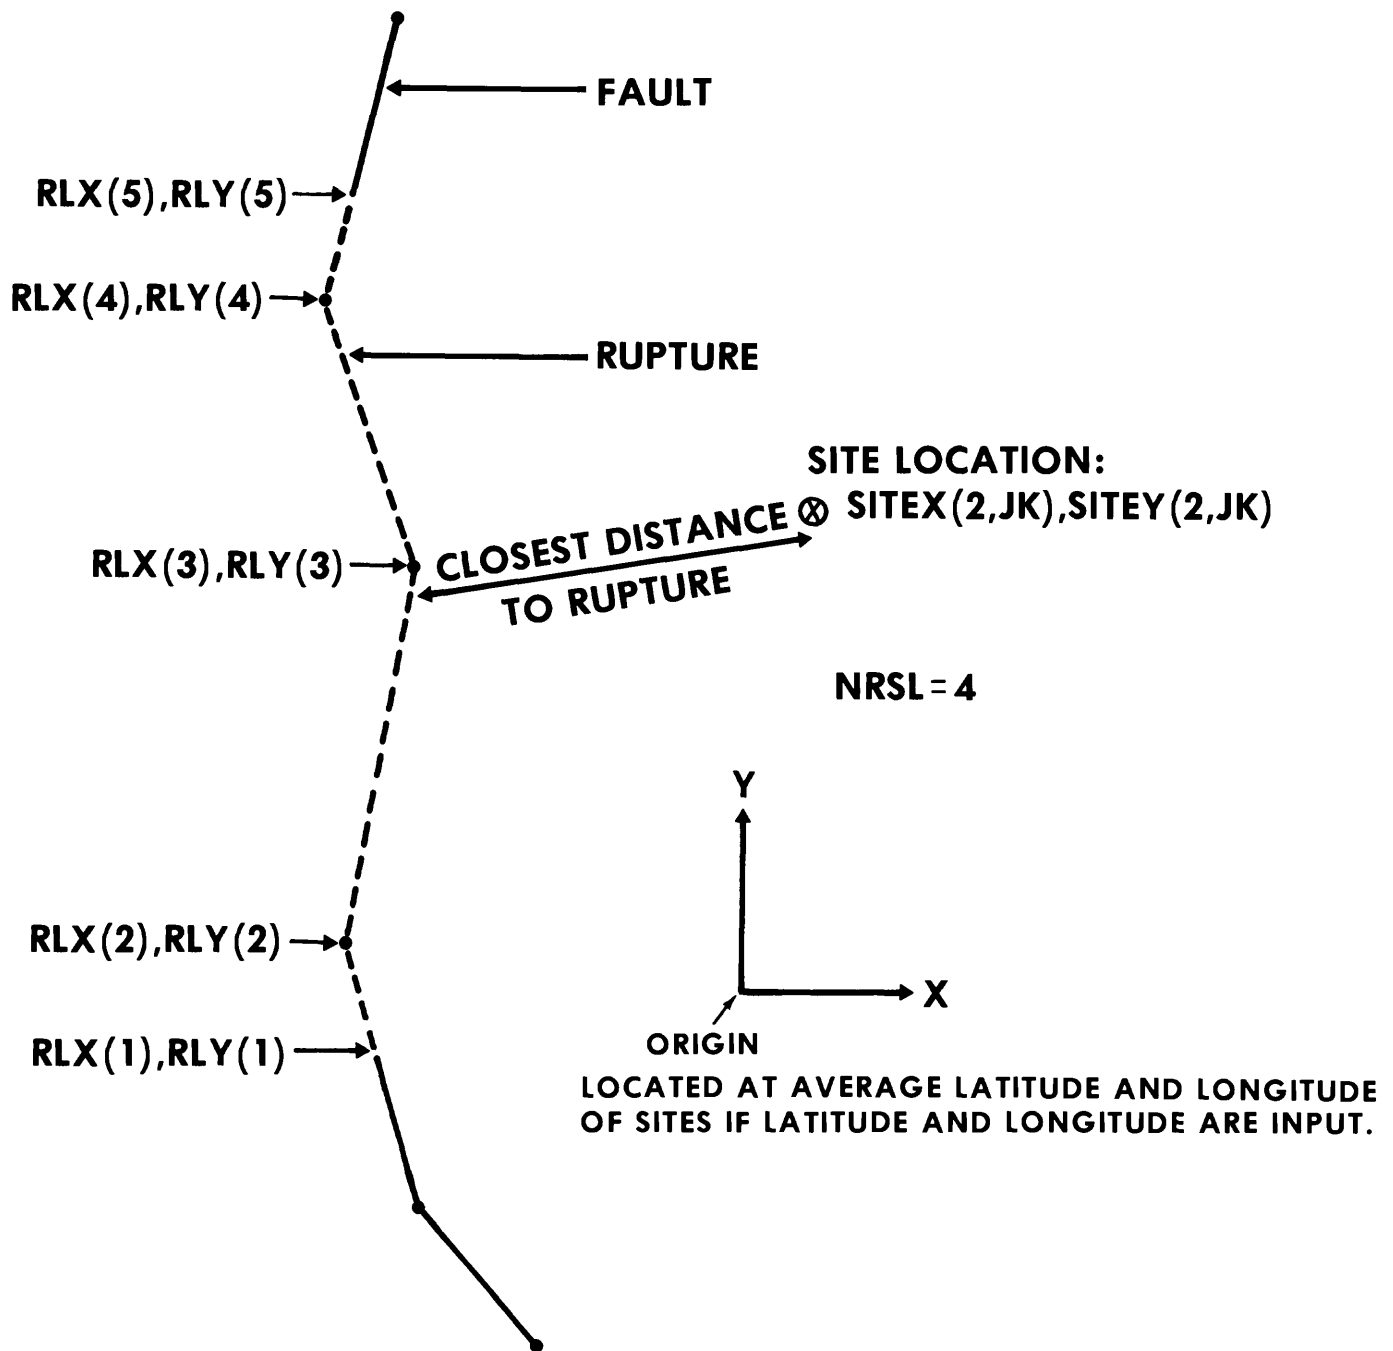 FAULT
RLX(5),RLY(5)
RLX(4),RLY(4)
RUPTURE
SITE LOCATION:
SITEX(2,JK),SITEY(2,JK)
CLOSEST DISTANCE
TO RUPTURE
RLX(3),RLY(3)
NRSL=4
Y
RLX(2),RLY(2)
X
ORIGIN
RLX(1),RLY(1)
LOCATED AT AVERAGE LATITUDE AND LONGITUDE
OF SITES IF LATITUDE AND LONGITUDE ARE INPUT.